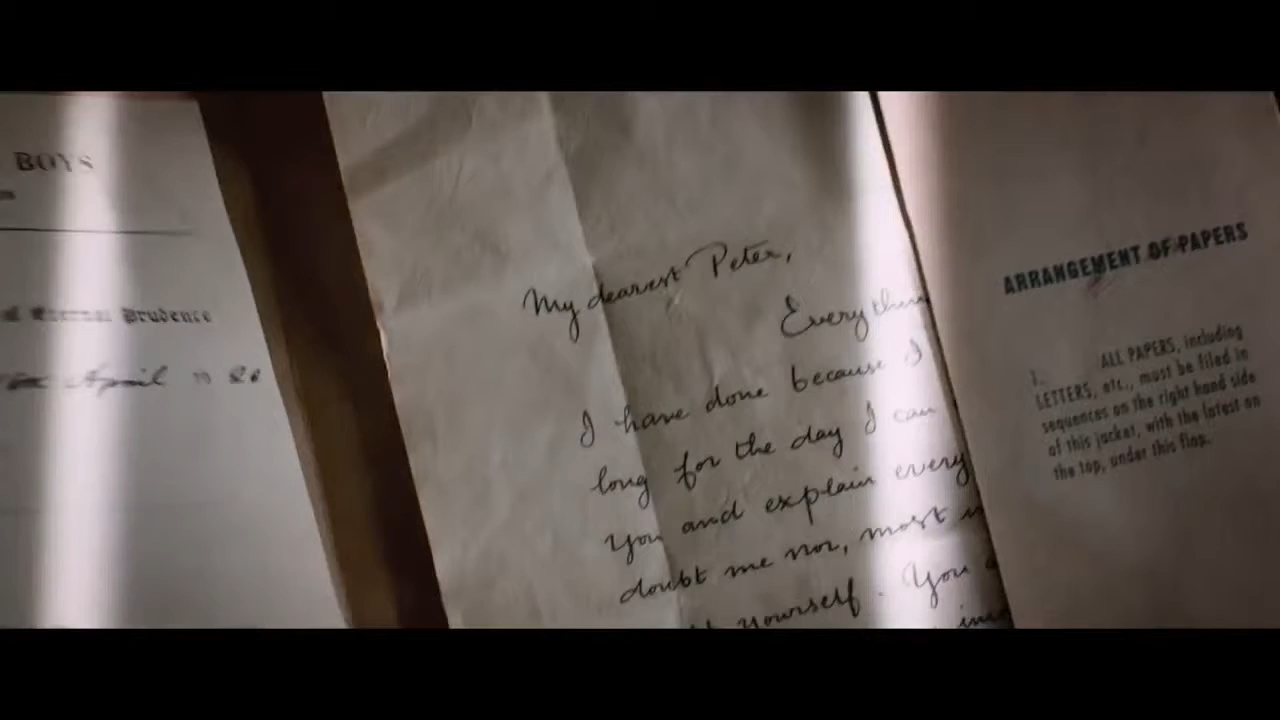 BOYS
Prudence
April
My dearest Peter,
I have done because I
long for the day I can
you and explain every
doubt me nor, most
yourself. You
ARRANGEMENT OF PAPERS
1. ALL PAPERS, including
LETTERS, etc., must be filed in
sequences on the right hand side
of this jacket, with the latest on
the top, under this flap.